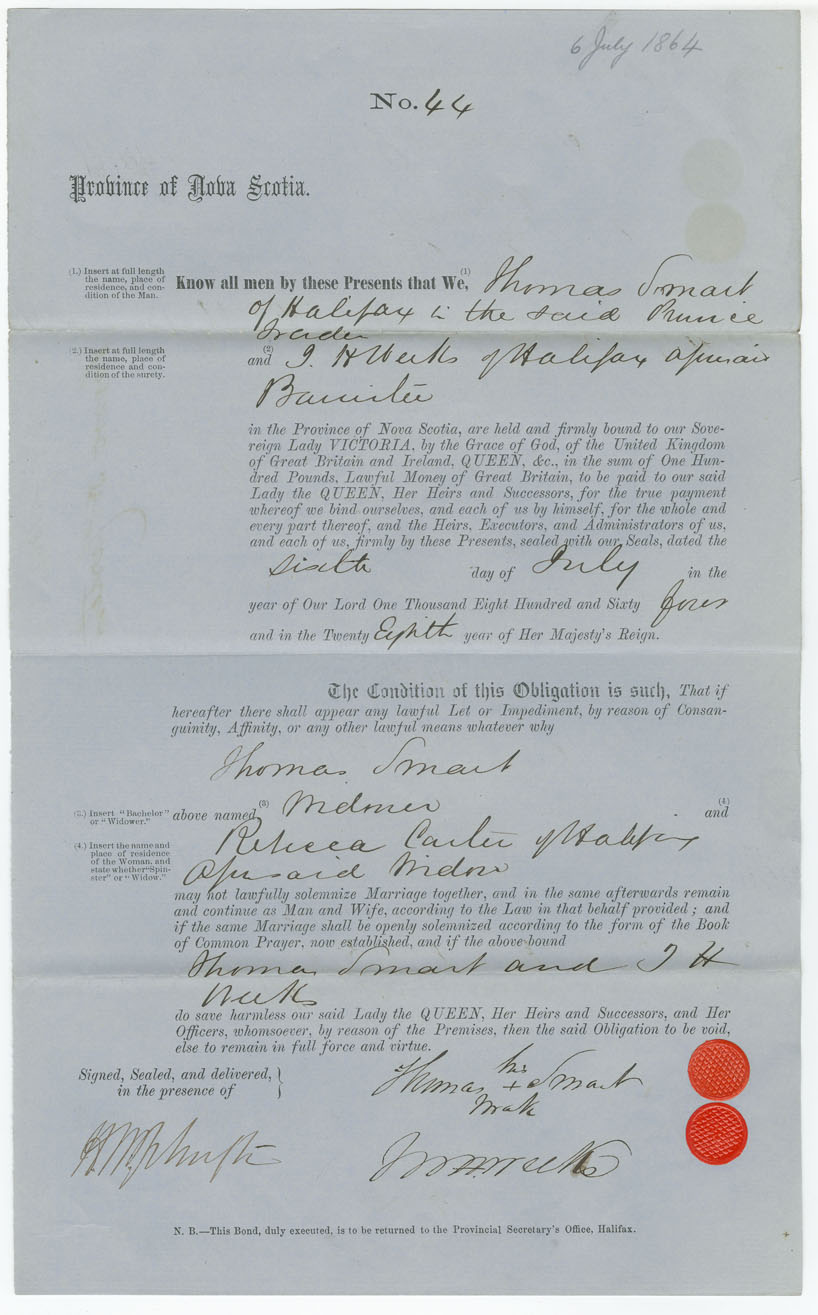 6 July 1864
No. 44
Province of Nova Scotia.
(1.) Insert at full length
the name, place of
residence, and con-
dition of the Man.
Know all men by these Presents that We, (1) Thomas Smart
of Halifax in the said Province
Trader
(2.) Insert at full length
the name, place of
residence and con-
dition of the surety.
and (2) J. H Weeks of Halifax aforesaid
Barrister
in the Province of Nova Scotia, are held and firmly bound to our Sove-
reign Lady VICTORIA, by the Grace of God, of the United Kingdom
of Great Britain and Ireland, QUEEN, &c., in the sum of One Hun-
dred Pounds, Lawful Money of Great Britain, to be paid to our said
Lady the QUEEN, Her Heirs and Successors, for the true payment
whereof we bind ourselves, and each of us by himself, for the whole and
every part thereof, and the Heirs, Executors, and Administrators of us,
and each of us, firmly by these Presents, sealed with our Seals, dated the
Sixth day of July in the
year of Our Lord One Thousand Eight Hundred and Sixty four
and in the Twenty Eighth year of Her Majesty's Reign.
The Condition of this Obligation is such, That if
hereafter there shall appear any lawful Let or Impediment, by reason of Consan-
guinity, Affinity, or any other lawful means whatever why
Thomas Smart
(3.) Insert "Bachelor"
or "Widower."
above named (3) Widower and (4)
(4.) Insert the name and
place of residence
of the Woman, and
state whether "Spin-
ster" or "Widow."
Rebecca Carter of Halifax
aforesaid Widow
may not lawfully solemnize Marriage together, and in the same afterwards remain
and continue as Man and Wife, according to the Law in that behalf provided; and
if the same Marriage shall be openly solemnized according to the form of the Book
of Common Prayer, now established, and if the above bound
Thomas Smart and J H
Weeks
do save harmless our said Lady the QUEEN, Her Heirs and Successors, and Her
Officers, whomsoever, by reason of the Premises, then the said Obligation to be void,
else to remain in full force and virtue.
Signed, Sealed, and delivered,
in the presence of
his
Thomas + Smart
Mark
N. B.—This Bond, duly executed, is to be returned to the Provincial Secretary's Office, Halifax.